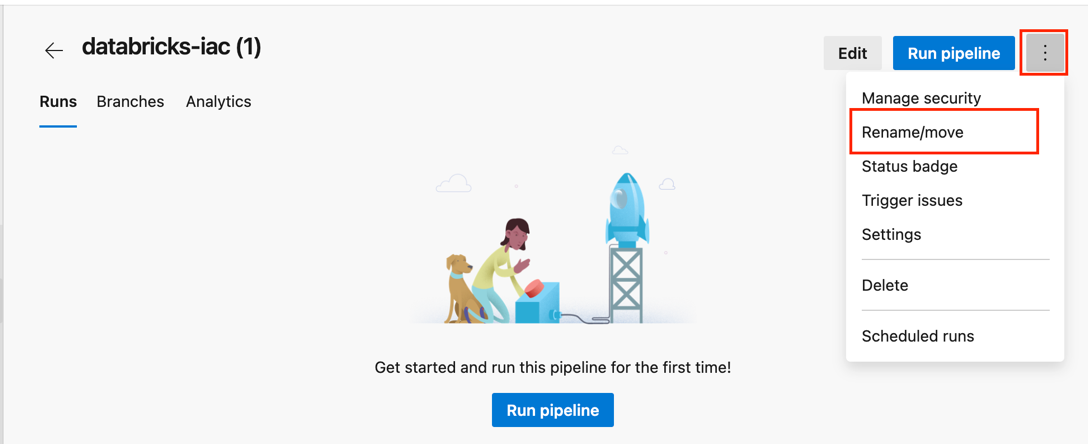 databricks-iac (1)
Edit
Run pipeline
Runs
Branches
Analytics
Manage security
Rename/move
Status badge
Trigger issues
Settings
Delete
Scheduled runs
Get started and run this pipeline for the first time!
Run pipeline